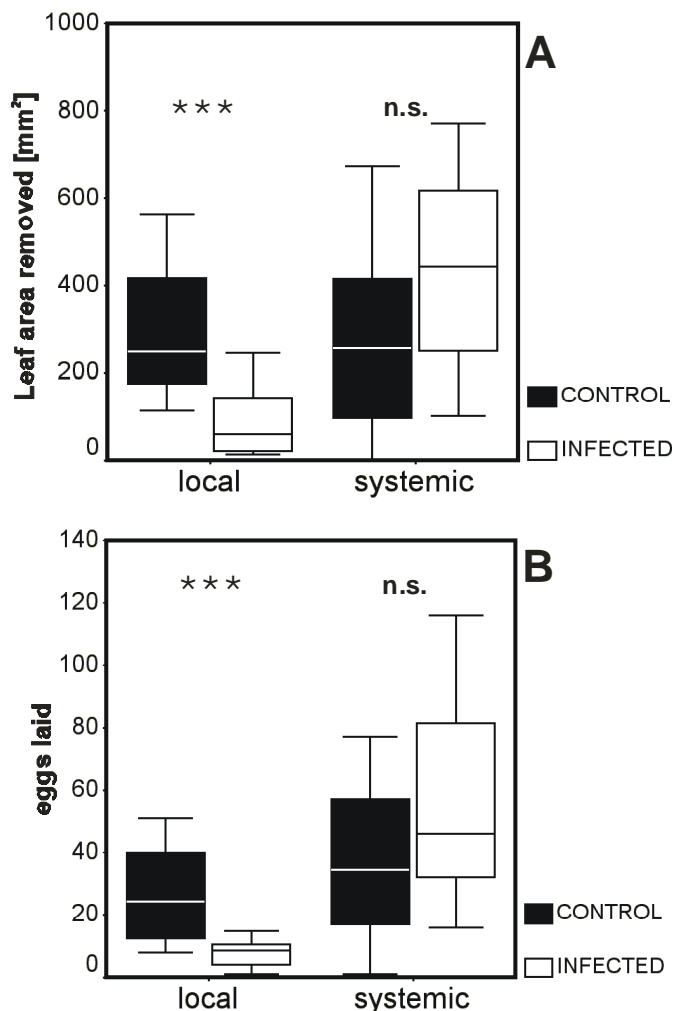 1000
A
800
***
n.s.
600
400
200
0
Leaf area removed [mm²]
CONTROL
INFECTED
local
systemic
140
B
120
***
n.s.
100
80
60
40
20
0
eggs laid
CONTROL
INFECTED
local
systemic